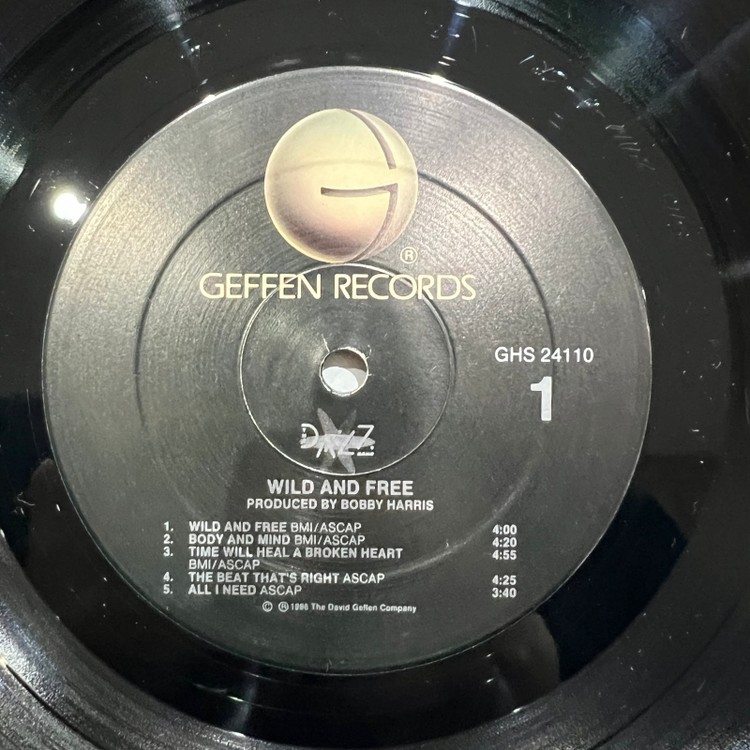 GEFFEN RECORDS
®
GHS 24110
1
THE DAZZ BAND
WILD AND FREE
PRODUCED BY BOBBY HARRIS
1. WILD AND FREE BMI/ASCAP 4:00
2. BODY AND MIND BMI/ASCAP 4:20
3. TIME WILL HEAL A BROKEN HEART 4:55
BMI/ASCAP
4. THE BEAT THAT'S RIGHT ASCAP 4:25
5. ALL I NEED ASCAP 3:40
© ℗ 1986 The David Geffen Company